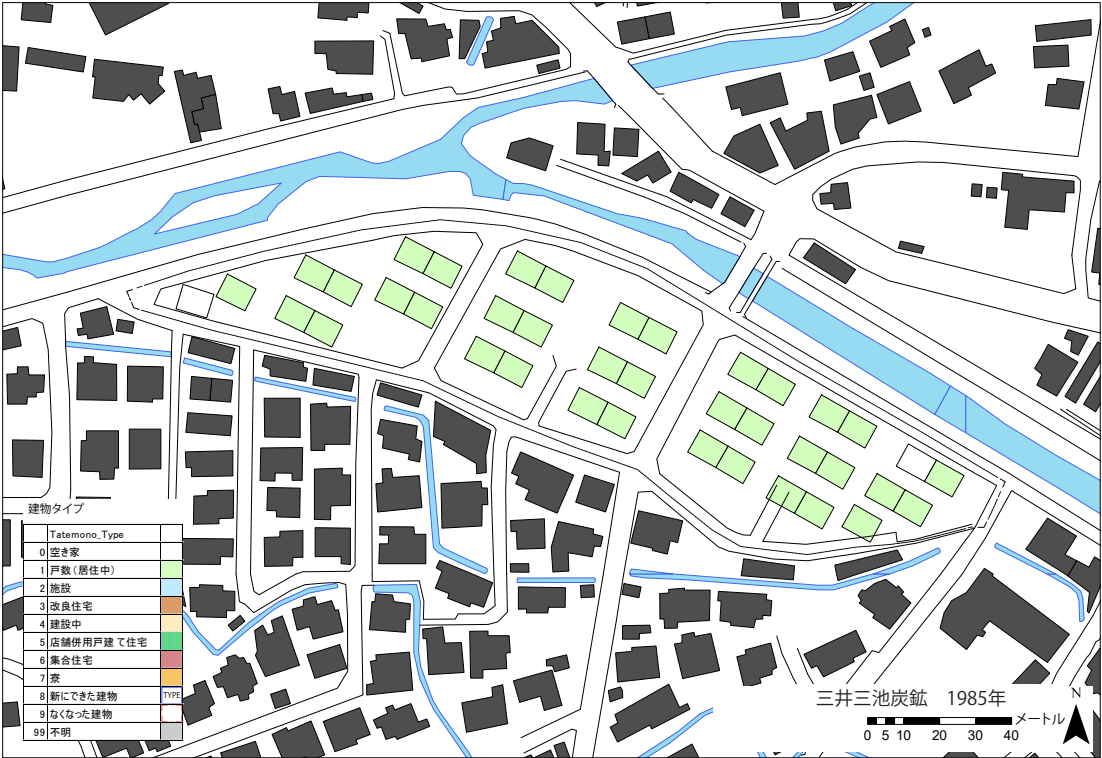 建物タイプ
Tatemono_Type
0 空き家
1 戸数(居住中)
2 施設
3 改良住宅
4 建設中
5 店舗併用戸建て住宅
6 集合住宅
7 寮
8 新にできた建物 TYPE
9 なくなった建物
99 不明
三井三池炭鉱 1985年
N
メートル
0 5 10 20 30 40